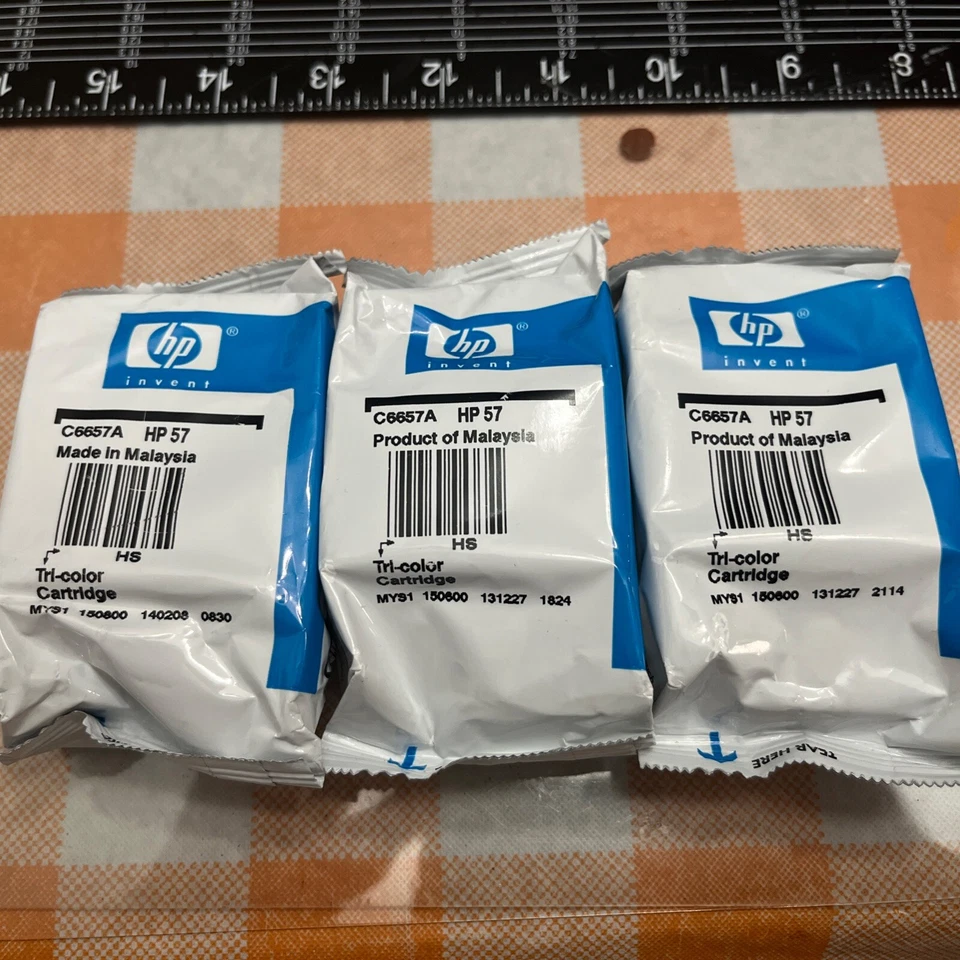 15 14 13 12 11 10 9 8
hp ®
invent
C6657A HP 57
Made in Malaysia
HS
Tri-color
Cartridge
MYS1 150800 140208 0830
hp ®
invent
C6657A HP 57
Product of Malaysia
HS
Tri-color
Cartridge
MYS1 150600 131227 1824
hp ®
invent
C6657A HP 57
Product of Malaysia
HS
Tri-color
Cartridge
MYS1 150600 131227 2114
TEAR HERE